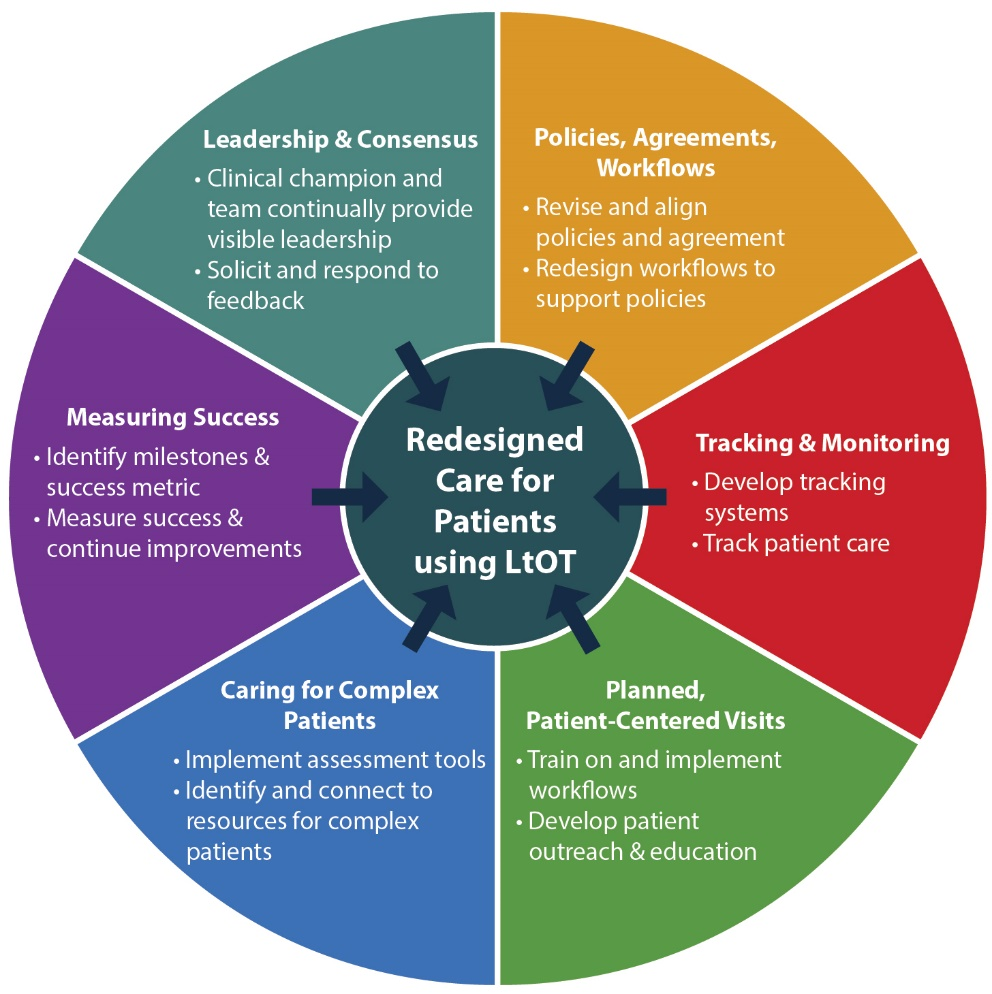 Leadership & Consensus
• Clinical champion and
team continually provide
visible leadership
• Solicit and respond to
feedback
Policies, Agreements,
Workflows
• Revise and align
policies and agreement
• Redesign workflows to
support policies
Tracking & Monitoring
• Develop tracking
systems
• Track patient care
Planned,
Patient-Centered Visits
• Train on and implement
workflows
• Develop patient
outreach & education
Caring for Complex
Patients
• Implement assessment tools
• Identify and connect to
resources for complex
patients
Measuring Success
• Identify milestones &
success metric
• Measure success &
continue improvements
Redesigned
Care for
Patients
using LtOT